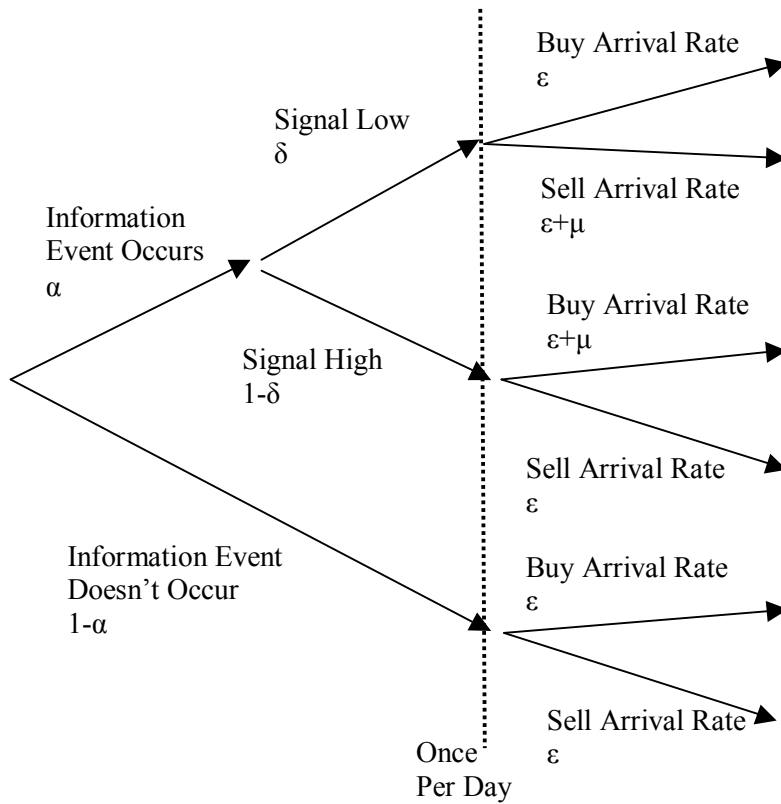 Buy Arrival Rate
ε
Signal Low
δ
Sell Arrival Rate
ε+μ
Information
Event Occurs
α
Buy Arrival Rate
ε+μ
Signal High
1-δ
Sell Arrival Rate
ε
Information Event
Doesn’t Occur
1-α
Buy Arrival Rate
ε
Sell Arrival Rate
ε
Once
Per Day